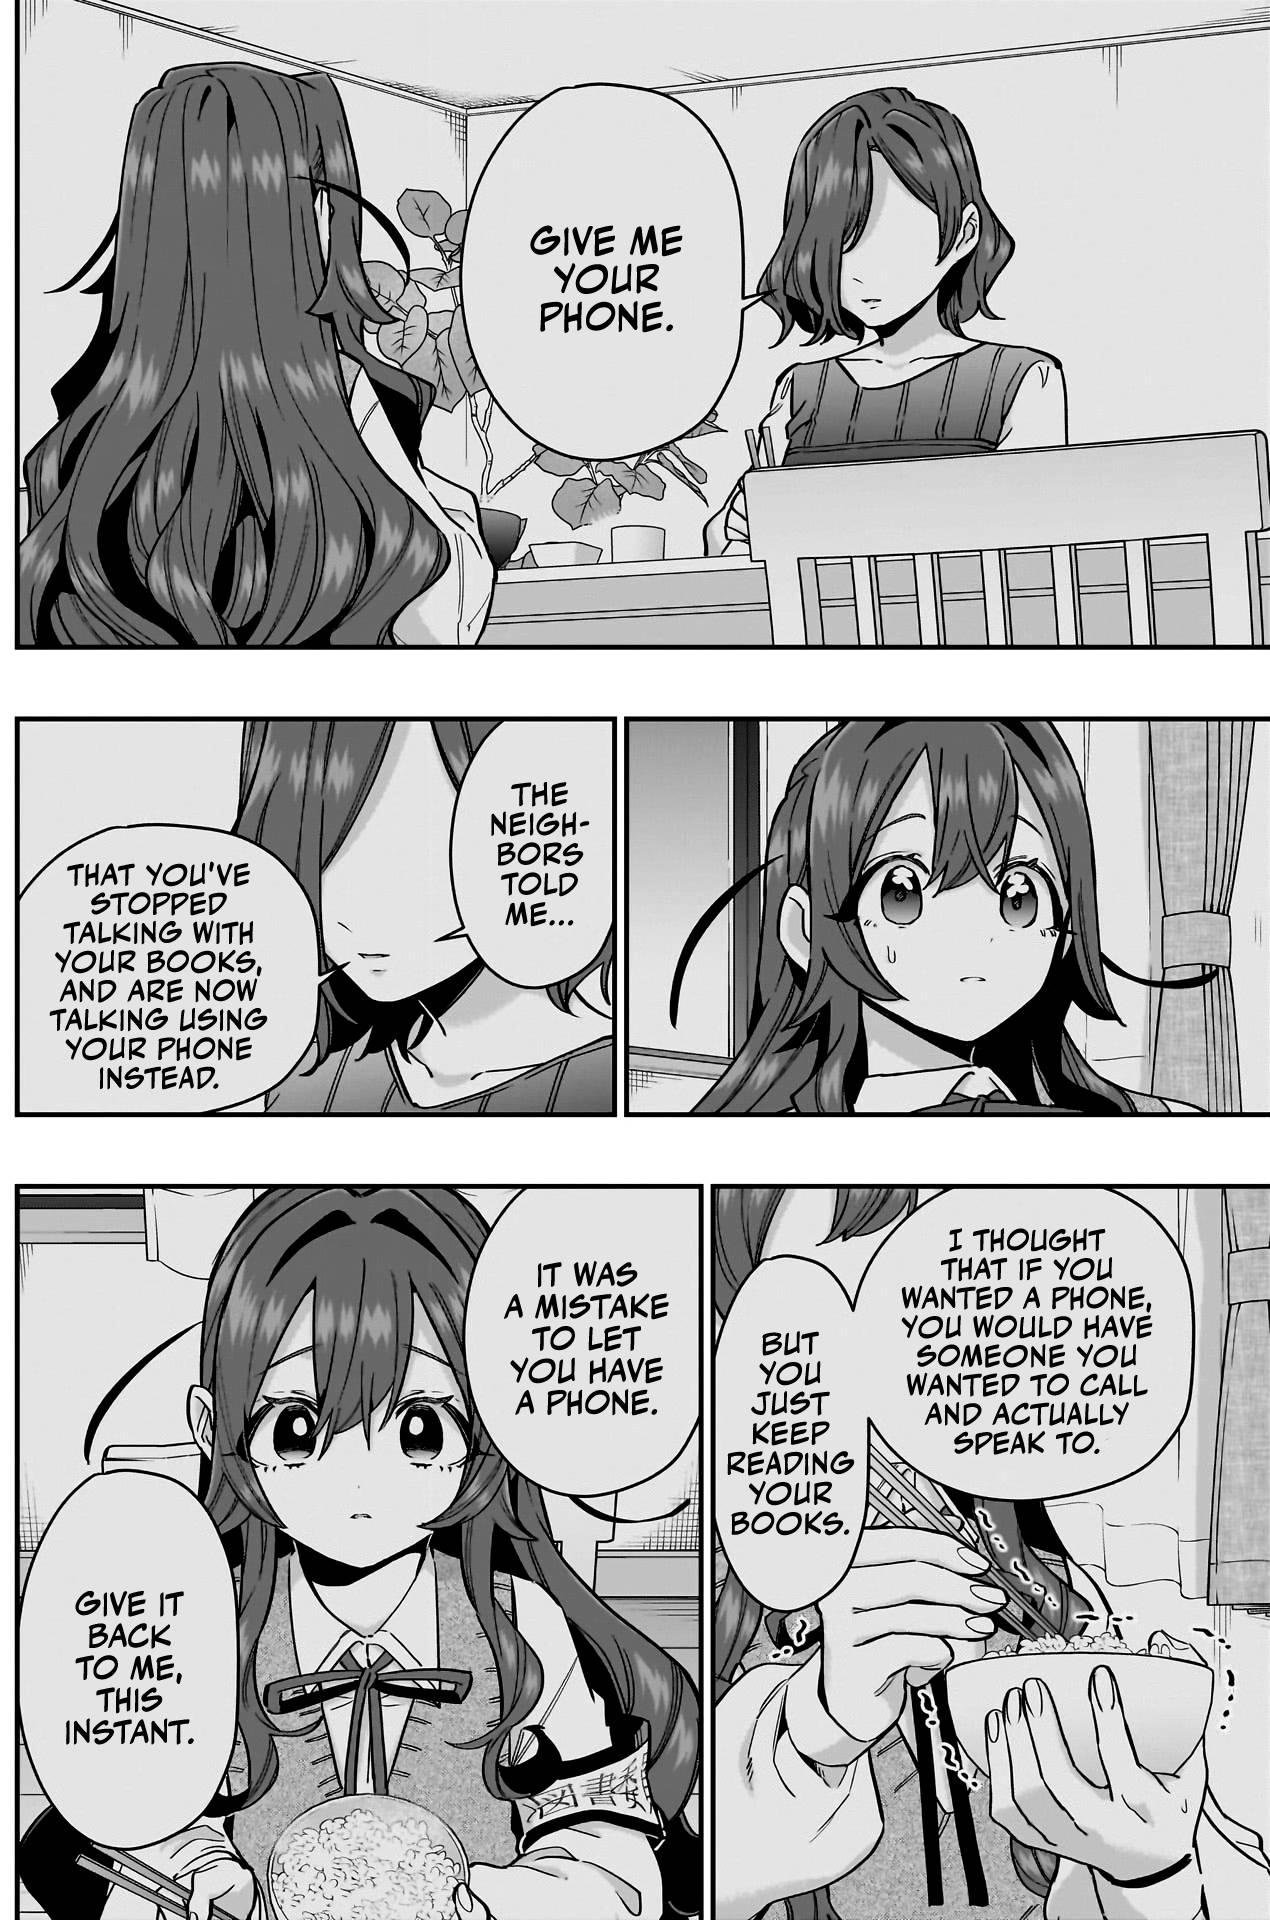 GIVE ME
YOUR
PHONE.
THE
NEIGH-
BORS
TOLD
ME...
THAT YOU'VE
STOPPED
TALKING WITH
YOUR BOOKS,
AND ARE NOW
TALKING USING
YOUR PHONE
INSTEAD.
I THOUGHT
THAT IF YOU
WANTED A PHONE,
YOU WOULD HAVE
SOMEONE YOU
WANTED TO CALL
AND ACTUALLY
SPEAK TO.
BUT
YOU
JUST
KEEP
READING
YOUR
BOOKS.
IT WAS
A MISTAKE
TO LET
YOU HAVE
A PHONE.
GIVE IT
BACK
TO ME,
THIS
INSTANT.
図書委